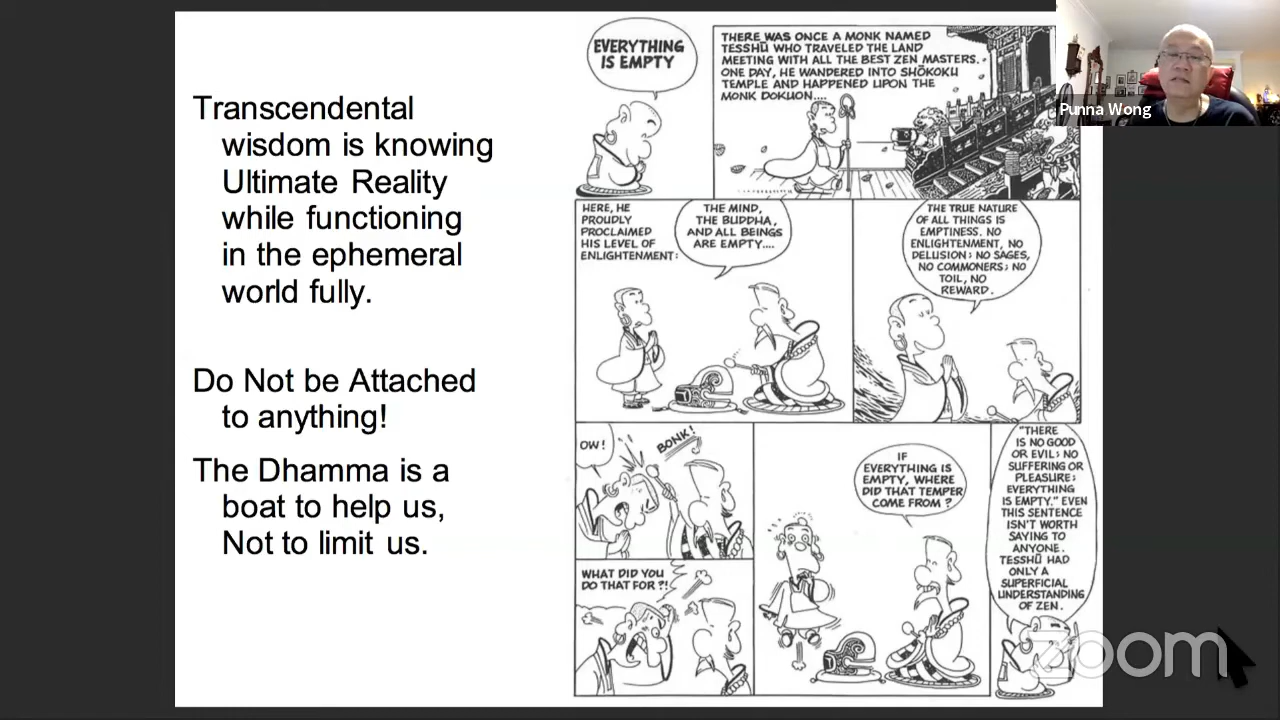 Transcendental
wisdom is knowing
Ultimate Reality
while functioning
in the ephemeral
world fully.
Do Not be Attached
to anything!
The Dhamma is a
boat to help us,
Not to limit us.
EVERYTHING
IS EMPTY
THERE WAS ONCE A MONK NAMED
TESSHŪ WHO TRAVELED THE LAND
MEETING WITH ALL THE BEST ZEN MASTERS.
ONE DAY, HE WANDERED INTO SHŌKOKU
TEMPLE AND HAPPENED UPON THE
MONK DOKUON....
HERE, HE
PROUDLY
PROCLAIMED
HIS LEVEL OF
ENLIGHTENMENT:
THE MIND,
THE BUDDHA,
AND ALL BEINGS
ARE EMPTY....
THE TRUE NATURE
OF ALL THINGS IS
EMPTINESS. NO
ENLIGHTENMENT, NO
DELUSION; NO SAGES,
NO COMMONERS; NO
TOIL, NO
REWARD.
OW!
BONK!
WHAT DID YOU
DO THAT FOR?!
IF
EVERYTHING IS
EMPTY, WHERE
DID THAT TEMPER
COME FROM?
"THERE
IS NO GOOD
OR EVIL; NO
SUFFERING OR
PLEASURE;
EVERYTHING
IS EMPTY." EVEN
THIS SENTENCE
ISN'T WORTH
SAYING TO
ANYONE.
TESSHŪ HAD
ONLY A
SUPERFICIAL
UNDERSTANDING
OF ZEN.
Punna Wong
zoom